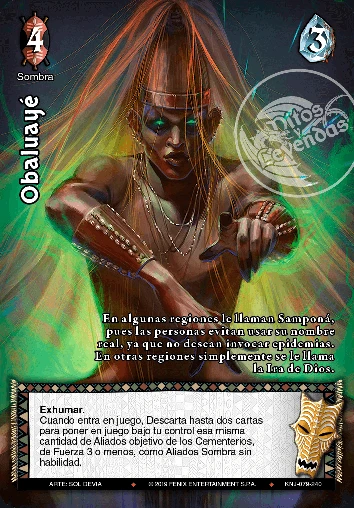 4
3
Sombra
Mitos y
Leyendas
Obaluayé
En algunas regiones le llaman Samponá,
pues las personas evitan usar su nombre
real, ya que no desean invocar epidemias.
En otras regiones simplemente se le llama
la Ira de Dios.
Exhumar.
Cuando entra en juego, Descarta hasta dos cartas
para poner en juego bajo tu control esa misma
cantidad de Aliados objetivo de los Cementerios,
de Fuerza 3 o menos, como Aliados Sombra sin
habilidad.
ARTE: SOL DEVIA © 2019 FENIX ENTERTAINMENT S.P.A. KNJ-079-240